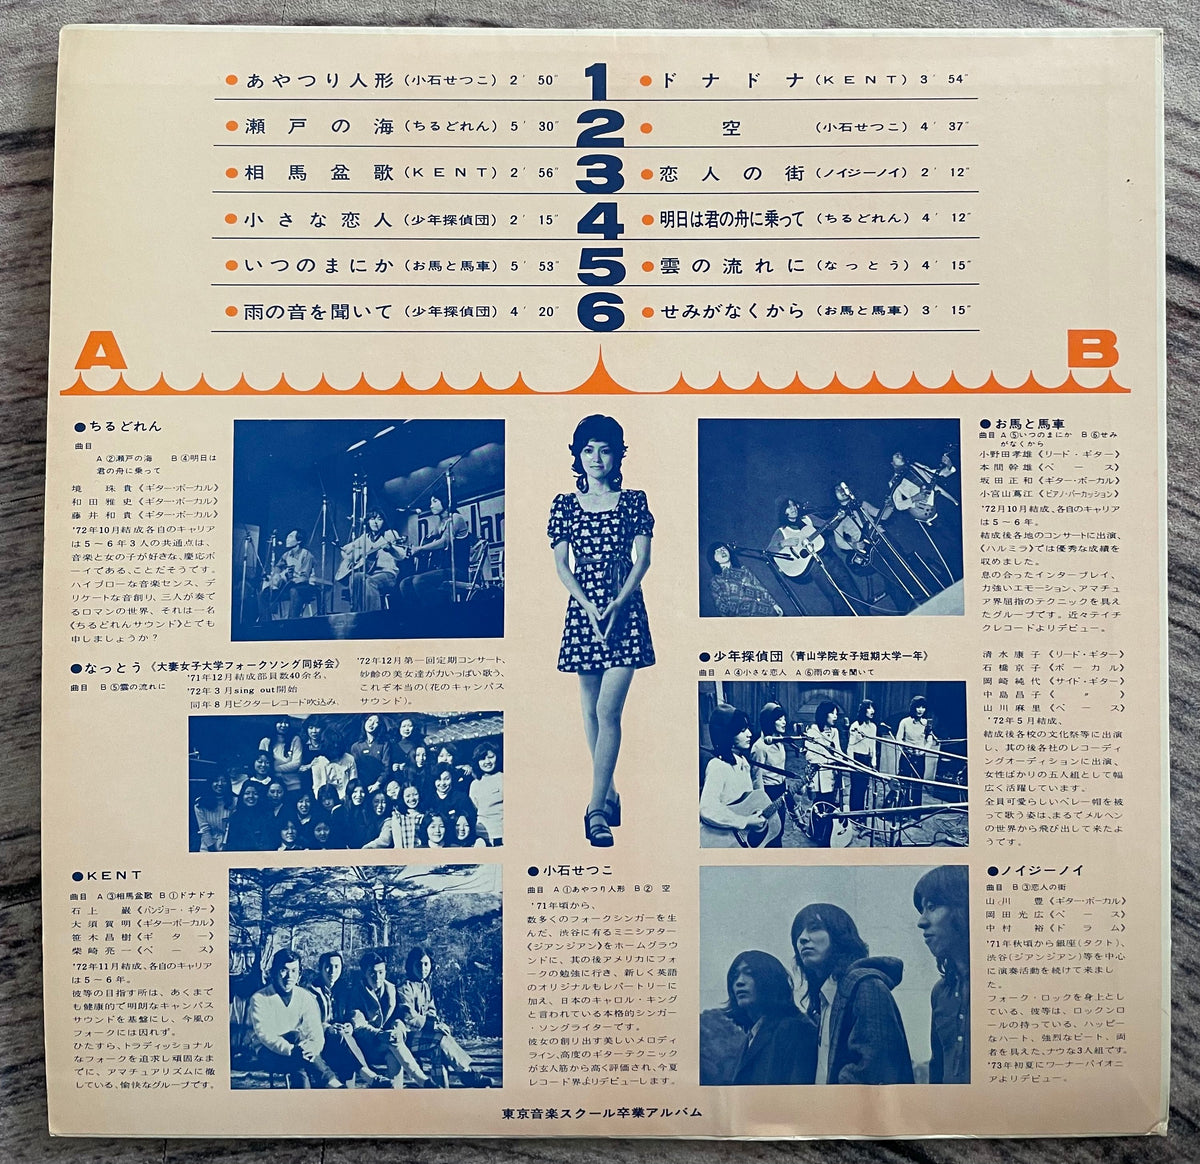 ●あやつり人形(小石せつこ) 2′50″
●瀬戸の海(ちるどれん) 5′30″
●相馬盆歌(KENT) 2′56″
●小さな恋人(少年探偵団) 2′15″
●いつのまにか(お馬と馬車) 5′53″
●雨の音を聞いて(少年探偵団) 4′20″
1
2
3
4
5
6
●ドナドナ(KENT) 3′54″
●空(小石せつこ) 4′37″
●恋人の街(ノイジーノイ) 2′12″
●明日は君の舟に乗って(ちるどれん) 4′12″
●雲の流れに(なっとう) 4′15″
●せみがなくから(お馬と馬車) 3′15″
A
B
●ちるどれん
曲目
A②瀬戸の海 B④明日は
君の舟に乗って
境 珠貴《ギター・ボーカル》
和田雅史《ギター・ボーカル》
藤井和貴《ギター・ボーカル》
'72年10月結成各自のキャリア
は5~6年3人の共通点は、
音楽と女の子が好きな、慶応ボ
ーイである、ことだそうです。
ハイブローな音楽センス、デ
リケートな音創り、三人が奏で
るロマンの世界、それは一名
《ちるどれんサウンド》とでも
申しましょうか?
●なっとう《大妻女子大学フォークソング同好会》
曲目 B⑤雲の流れに
'71年12月結成部員数40余名、
'72年3月sing out開始
同年8月ビクターレコード吹込み、
'72年12月第一回定期コンサート、
妙齢の美女達が力いっぱい歌う、
これぞ本当の(花のキャンパス
サウンド)。
●KENT
曲目 A③相馬盆歌 B①ドナドナ
石上 巌《バンジョー・ギター》
大須賀明《ギター・ボーカル》
笹木昌樹《ギター》
柴崎亮一《ベース》
'72年11月結成、各自のキャリア
は5~6年。
彼等の目指す所は、あくまで
も健康的で明朗なキャンパス
サウンドを基盤にし、今風の
フォークには囚れず。
ひたすら、トラディッショナル
なフォークを追求し頑固なま
でに、アマチュアリズムに徹
している、愉快なグループです。
●小石せつこ
曲目 A①あやつり人形 B② 空
'71年頃から、
数多くのフォークシンガーを生
んだ、渋谷に有るミニシアター
《ジアンジアン》をホームグラウ
ンドに、其の後アメリカにフォ
ークの勉強に行き、新しく英語
のオリジナルもレパートリーに
加え、日本のキャロル・キング
と言われている本格的シンガー
・ソングライターです。
彼女の創り出す美しいメロディ
ライン、高度のギターテクニック
が玄人筋から高く評価され、今夏
レコード界よりデビューします。
●お馬と馬車
曲目 A⑤いつのまにか B⑥せみ
がなくから
小野田孝雄《リード・ギター》
本間幹雄《ベース》
坂田正和《ギター・ボーカル》
小宮山蔦江《ピアノ・パーカッション》
'72月10月結成、各自のキャリア
は5~6年。
結成後各地のコンサートに出演、
《ハルミラ》では優秀な成績を
収めました。
息の合ったインタープレイ、
力強いエモーション、アマチュ
ア界屈指のテクニックを具え
たグループです。近々テイチ
クレコードよりデビュー。
●少年探偵団《青山学院女子短期大学一年》
曲目 A④小さな恋人 A⑥雨の音を聞いて
清水康子《リード・ギター》
石橋京子《ボーカル》
岡崎純代《サイド・ギター》
中島昌子《 〃 》
山川麻里《ベース》
'72年5月結成、
結成後各校の文化祭等に出演
し、其の後各社のレコーディ
ングオーディションに出演、
女性ばかりの五人組として幅
広く活躍しています。
全員可愛らしいベレー帽を被
って歌う姿は、まるでメルヘン
の世界から飛び出して来たよ
うです。
●ノイジーノイ
曲目 B③恋人の街
山川 豊《ギター・ボーカル》
岡田光広《ベース》
中村 裕《ドラム》
'71年秋頃から銀座(タクト)、
渋谷(ジアンジアン)等を中心
に演奏活動を続けて来まし
た。
フォーク・ロックを身上とし
ている、彼等は、ロックンロ
ールの持っている、ハッピー
なハート、強烈なビート、両
者を具えた、ナウな3人組です。
'73年初夏にワーナーパイオニ
アよりデビュー。
東京音楽スクール卒業アルバム